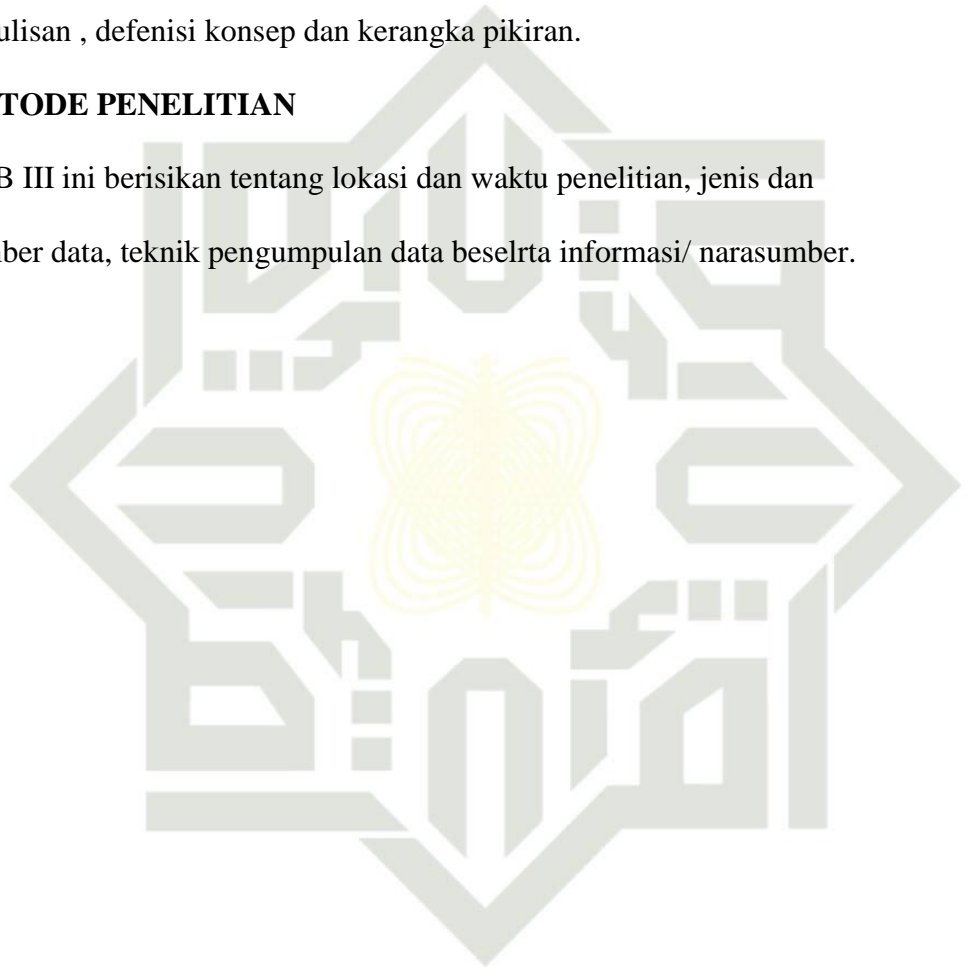 ulisan , defenisi konsep dan kerangka pikiran.
TODE PENELITIAN
B III ini berisikan tentang lokasi dan waktu penelitian, jenis dan
ber data, teknik pengumpulan data beselrta informasi/ narasumber.